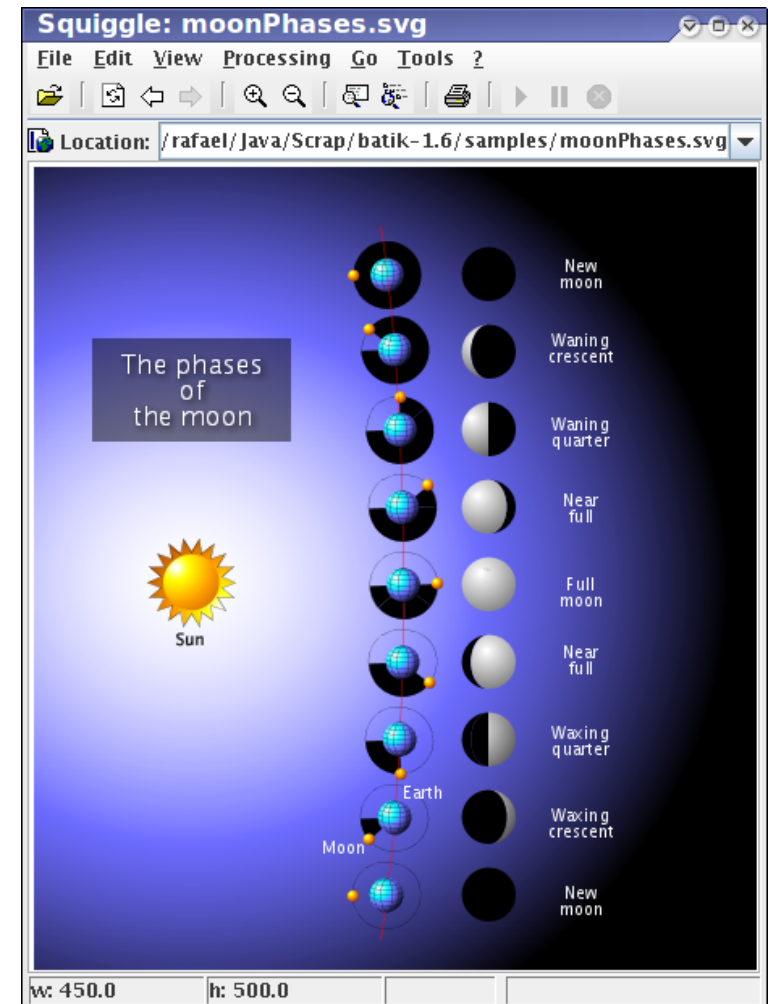 Squiggle: moonPhases.svg
File Edit View Processing Go Tools ?
Location: /rafael/Java/Scrap/batik-1.6/samples/moonPhases.svg
The phases
of
the moon
Sun
New
moon
Waning
crescent
Waning
quarter
Near
full
Full
moon
Near
full
Waxing
quarter
Earth
Waxing
crescent
Moon
New
moon
w: 450.0 h: 500.0